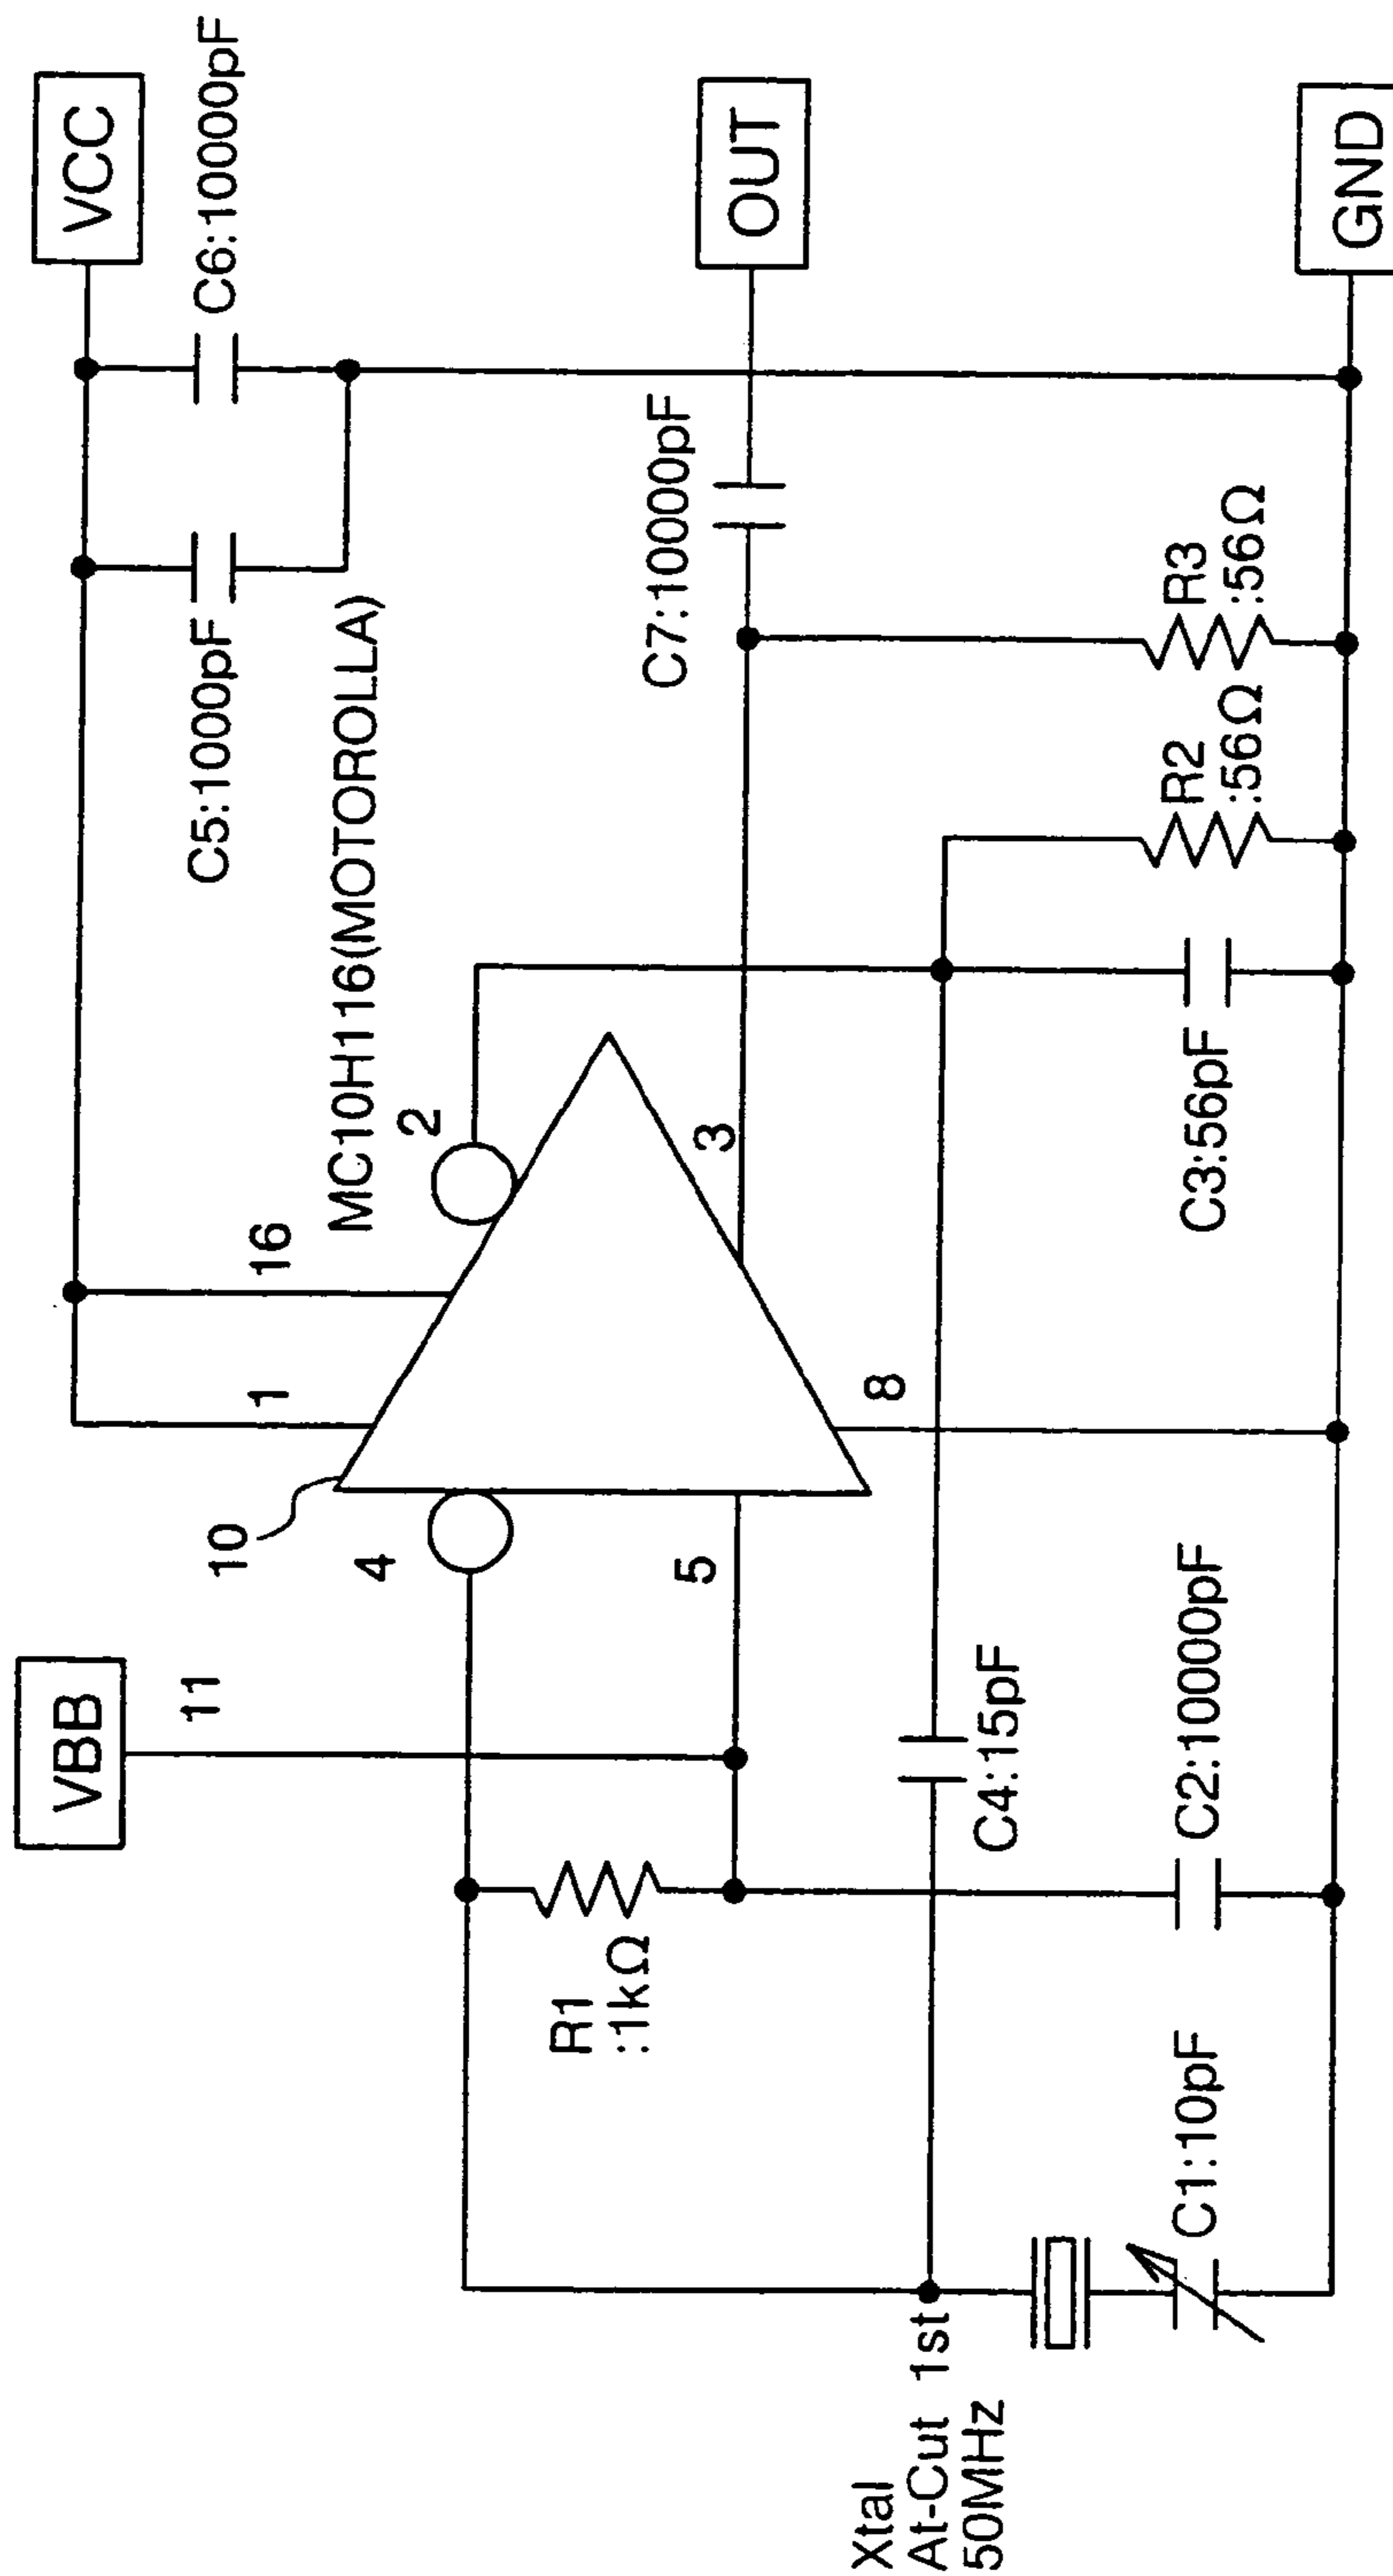 VBB
VCC
11
1
16
C5:1000pF
C6:10000pF
10
MC10H116(MOTOROLLA)
4
2
R1
:1kΩ
5
3
C7:10000pF
OUT
8
C4:15pF
Xtal
At-Cut 1st
50MHz
C1:10pF
C2:10000pF
C3:56pF
R2
:56Ω
R3
:56Ω
GND